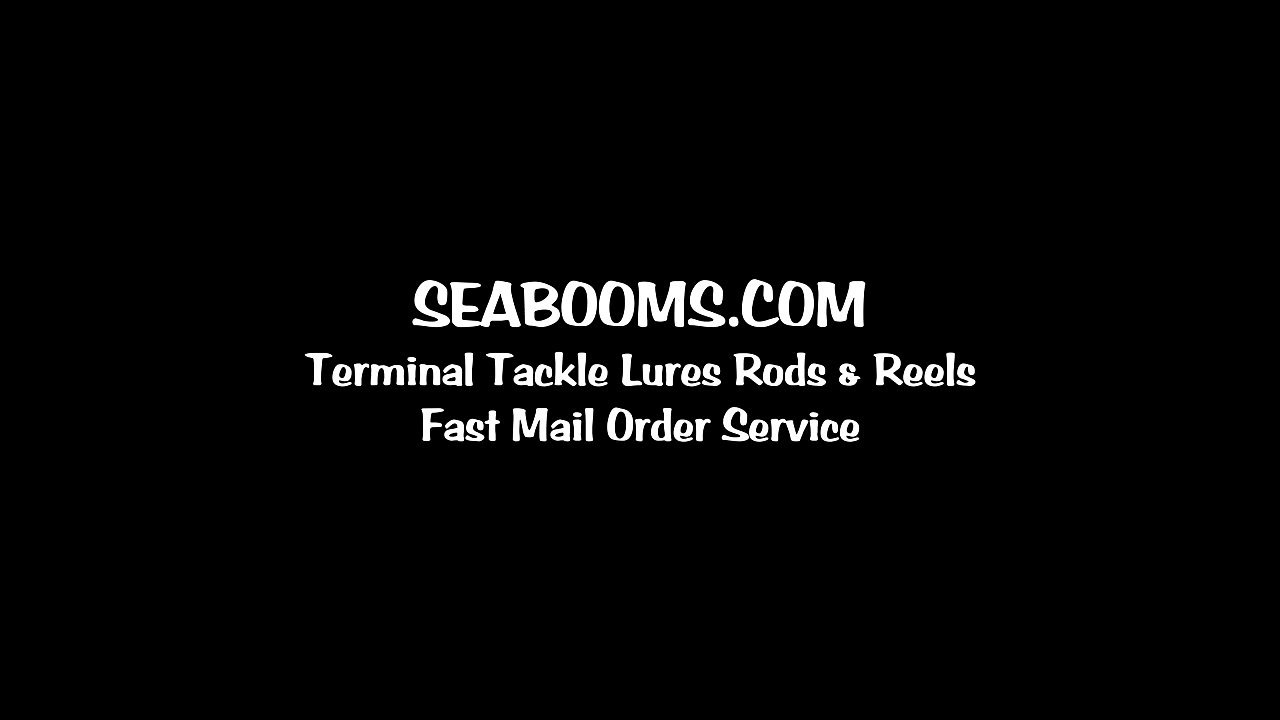 SEABOOMS.COM
Terminal Tackle Lures Rods & Reels
Fast Mail Order Service